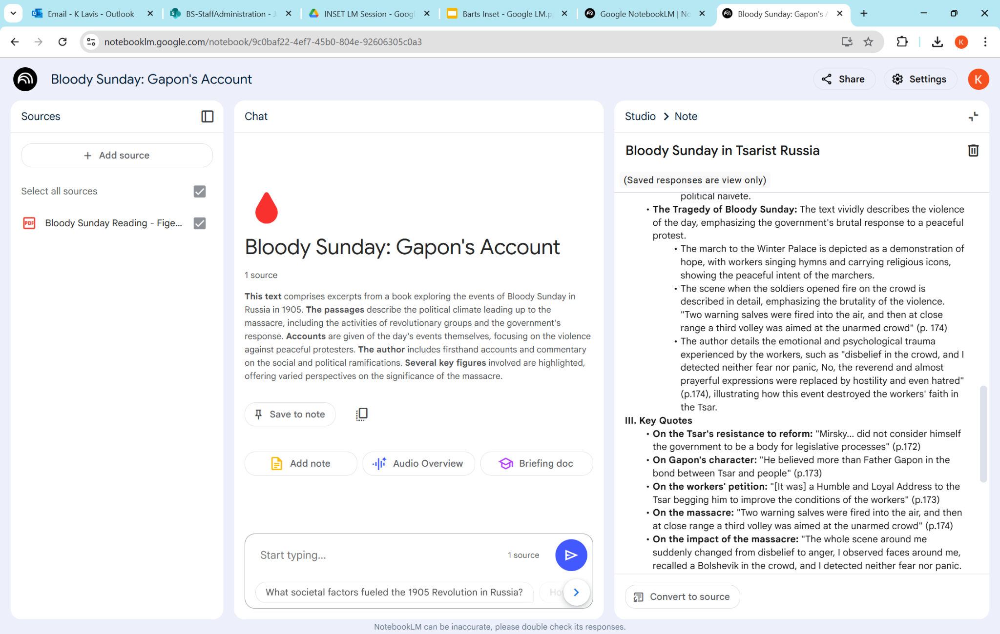 Email - K Lavis - Outlook
BS-StaffAdministration -
INSET LM Session - Goog
Barts Inset - Google LM.p
Google NotebookLM | No
Bloody Sunday: Gapon's
notebooklm.google.com/notebook/9c0baf22-4ef7-45b0-804e-92606305c0a3
K
Bloody Sunday: Gapon's Account
Share
Settings
K
Sources
Add source
Select all sources
PDF
Bloody Sunday Reading - Fige...
Chat
Bloody Sunday: Gapon's Account
1 source
This text comprises excerpts from a book exploring the events of Bloody Sunday in
Russia in 1905. The passages describe the political climate leading up to the
massacre, including the activities of revolutionary groups and the government's
response. Accounts are given of the day's events themselves, focusing on the violence
against peaceful protesters. The author includes firsthand accounts and commentary
on the social and political ramifications. Several key figures involved are highlighted,
offering varied perspectives on the significance of the massacre.
Save to note
Add note
Audio Overview
Briefing doc
Start typing...
1 source
What societal factors fueled the 1905 Revolution in Russia?
Studio > Note
Bloody Sunday in Tsarist Russia
(Saved responses are view only)
political naivete.
• The Tragedy of Bloody Sunday: The text vividly describes the violence
of the day, emphasizing the government's brutal response to a peaceful
protest.
• The march to the Winter Palace is depicted as a demonstration of
hope, with workers singing hymns and carrying religious icons,
showing the peaceful intent of the marchers.
• The scene when the soldiers opened fire on the crowd is
described in detail, emphasizing the brutality of the violence.
"Two warning salves were fired into the air, and then at close
range a third volley was aimed at the unarmed crowd" (p. 174)
• The author details the emotional and psychological trauma
experienced by the workers, such as "disbelief in the crowd, and I
detected neither fear nor panic, No, the reverend and almost
prayerful expressions were replaced by hostility and even hatred"
(p.174), illustrating how this event destroyed the workers' faith in
the Tsar.
III. Key Quotes
• On the Tsar's resistance to reform: "Mirsky... did not consider himself
the government to be a body for legislative processes" (p.172)
• On Gapon's character: "He believed more than Father Gapon in the
bond between Tsar and people" (p.173)
• On the workers' petition: "[It was] a Humble and Loyal Address to the
Tsar begging him to improve the conditions of the workers" (p.173)
• On the massacre: "Two warning salves were fired into the air, and then
at close range a third volley was aimed at the unarmed crowd" (p.174)
• On the impact of the massacre: "The whole scene around me
suddenly changed from disbelief to anger, I observed faces around me,
recalled a Bolshevik in the crowd, and I detected neither fear nor panic.
Convert to source
NotebookLM can be inaccurate, please double check its responses.